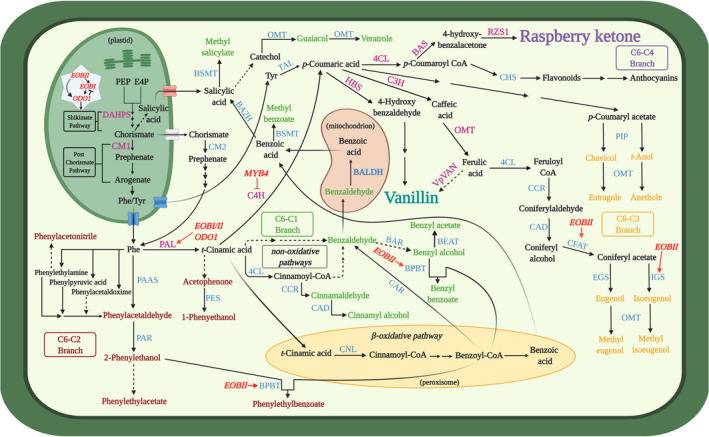 (plastid)
EOBII
EOBI
ODO1
PEP E4P
Shikimate
Pathway
DAHPS
Salicylic
acid
Chorismate
CM1
Post
Chorismate
Pathway
Prephenate
Arogenate
Phe/Tyr
Methyl
salicylate
BSMT
Salicylic
acid
OMT
OMT
Catechol
Guaiacol
Veratrole
Tyr
TAL
BA2H
Chorismate
CM2
Prephenate
Methyl
benzoate
BSMT
Benzoic
acid
MYB4
C4H
p-Coumaric acid
4CL
p-Coumaroyl CoA
BAS
4-hydroxy-
benzalacetone
RZS1
Raspberry ketone
C6-C4
Branch
CHS
Flavonoids
Anthocyanins
HBS
C3H
4-Hydroxy
benzaldehyde
Caffeic
acid
OMT
Ferulic
acid
VpVAN
Vanillin
4CL
Feruloyl
CoA
CCR
Coniferylaldehyde
CAD
Coniferyl
alcohol
p-Coumaryl acetate
PIP
Chavicol
t-Anol
OMT
Estragole
Anethole
C6-C3
Branch
EOBII
CFAT
Coniferyl acetate
EOBII
EGS
IGS
Eugenol
Isoeugenol
OMT
Methyl
eugenol
Methyl
isoeugenol
(mitochondrion)
Benzoic
acid
BALDH
Benzaldehyde
C6-C1
Branch
non-oxidative
pathways
Benzaldehyde
BAR
Benzyl acetate
BEAT
Benzyl alcohol
EOBII
BPBT
Benzyl
benzoate
CAR
4CL
Cinnamoyl-CoA
CCR
Cinnamaldehyde
CAD
Cinnamyl alcohol
Phe
PAL
EOBI/II
ODO1
t-Cinamic acid
Acetophenone
PES
1-Phenyethanol
Phenylacetonitrile
Phenylethylamine
Phenylpyruvic acid
Phenylacetaldoxime
PAAS
Phenylacetaldehyde
PAR
2-Phenylethanol
Phenylethylacetate
C6-C2
Branch
β-oxidative pathway
t-Cinamic acid
CNL
Cinnamoyl-CoA
Benzoyl-CoA
Benzoic
acid
(peroxisome)
EOBII
BPBT
Phenylethylbenzoate